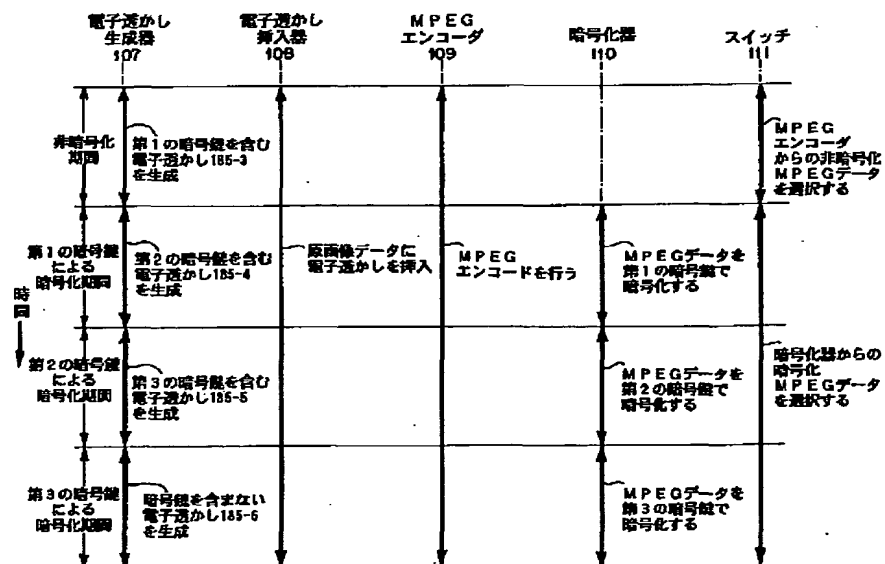 電子透かし
生成器
107
電子透かし
挿入器
108
MPEG
エンコーダ
109
暗号化器
110
スイッチ
111
非暗号化
期間
第1の暗号鍵を含む
電子透かし185-3
を生成
MPEG
エンコーダ
からの非暗号化
MPEGデータ
を選択する
第1の暗号鍵
による
暗号化期間
第2の暗号鍵を含む
電子透かし185-4
を生成
原画像データに
電子透かしを挿入
MPEG
エンコードを行う
MPEGデータを
第1の暗号鍵で
暗号化する
時間
第2の暗号鍵
による
暗号化期間
第3の暗号鍵を含む
電子透かし185-5
を生成
MPEGデータを
第2の暗号鍵で
暗号化する
暗号化器からの
暗号化
MPEGデータ
を選択する
第3の暗号鍵
による
暗号化期間
暗号鍵を含まない
電子透かし185-6
を生成
MPEGデータを
第3の暗号鍵で
暗号化する